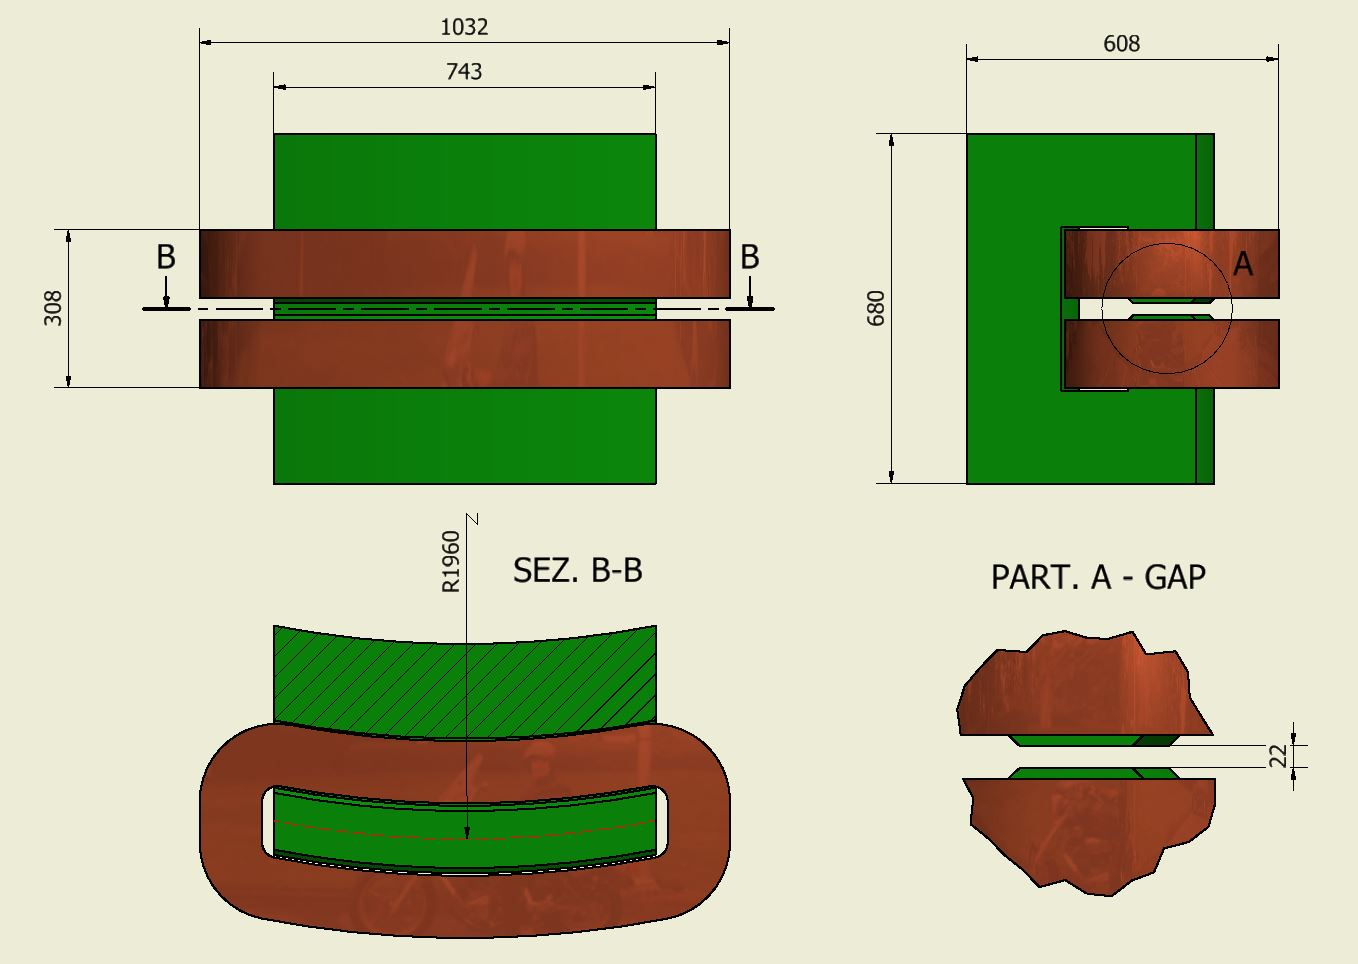 1032
743
608
B
B
A
308
680
R1960
SEZ. B-B
PART. A - GAP
22